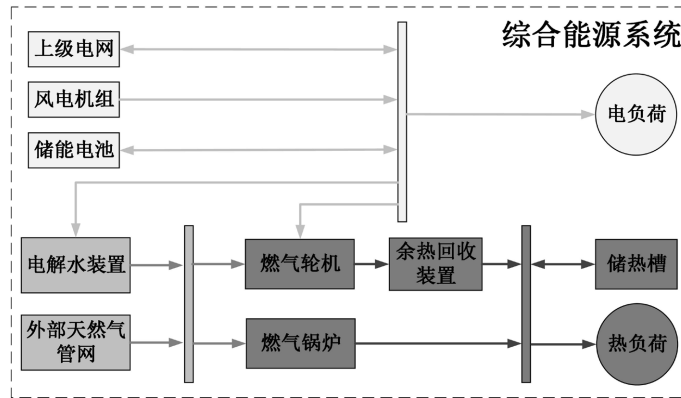 综合能源系统
上级电网
风电机组
电负荷
储能电池
电解水装置
燃气轮机
余热回收
装置
储热槽
外部天然气
管网
燃气锅炉
热负荷